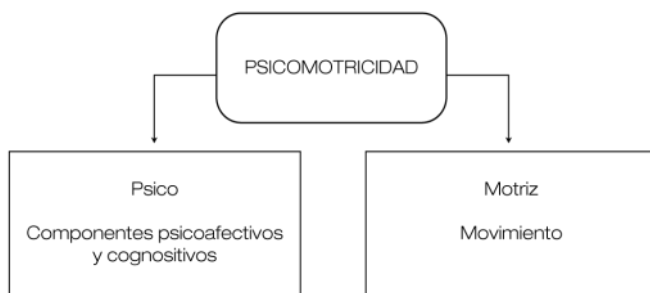 PSICOMOTRICIDAD
Psico
Componentes psicoafectivos
y cognositivos
Motriz
Movimiento